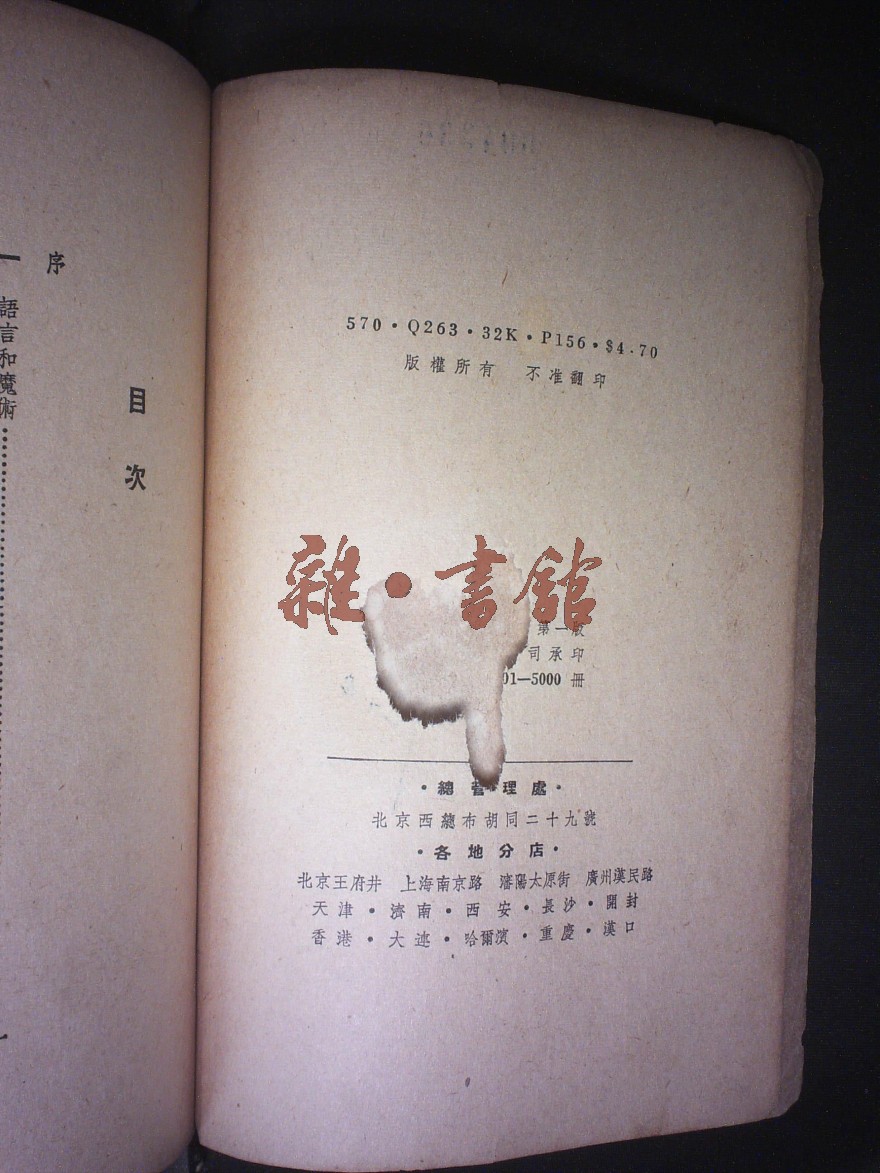 570·Q263·32K·P156·$4.70
版權所有 不准翻印
雜·書館
第一版
司承印
01—5000 冊
·總管理處·
北京西總布胡同二十九號
·各地分店·
北京王府井 上海南京路 瀋陽太原街 廣州漢民路
天津·濟南·西安·長沙·開封
香港·大連·哈爾濱·重慶·漢口
目次
序
一 語言和魔術